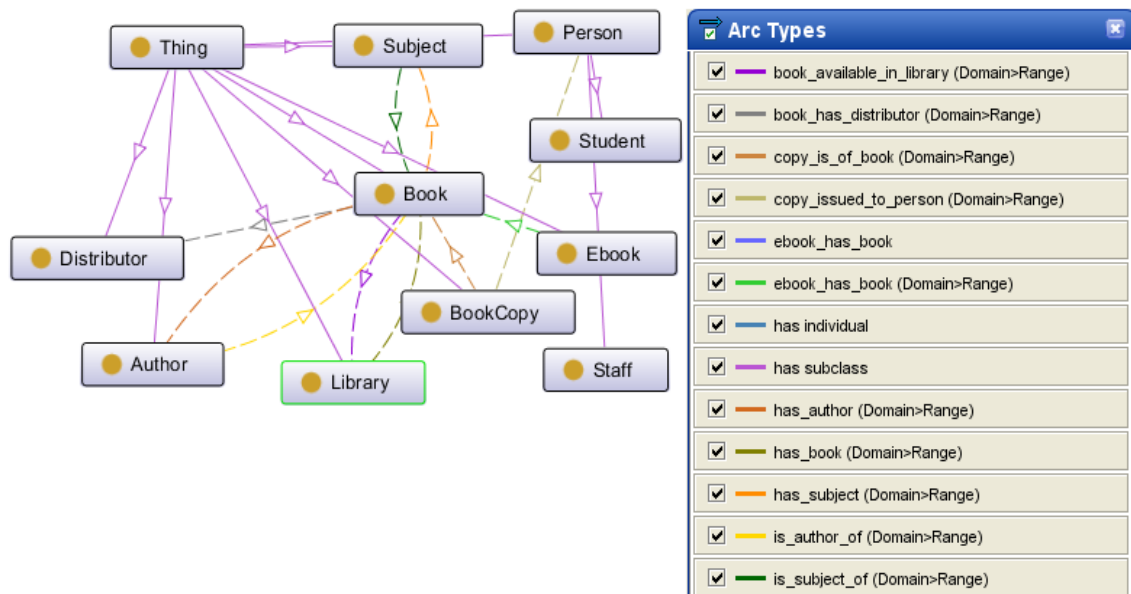 Thing
Subject
Person
Student
Book
Distributor
Ebook
BookCopy
Author
Library
Staff
Arc Types
book_available_in_library (Domain>Range)
book_has_distributor (Domain>Range)
copy_is_of_book (Domain>Range)
copy_issued_to_person (Domain>Range)
ebook_has_book
ebook_has_book (Domain>Range)
has individual
has subclass
has_author (Domain>Range)
has_book (Domain>Range)
has_subject (Domain>Range)
is_author_of (Domain>Range)
is_subject_of (Domain>Range)